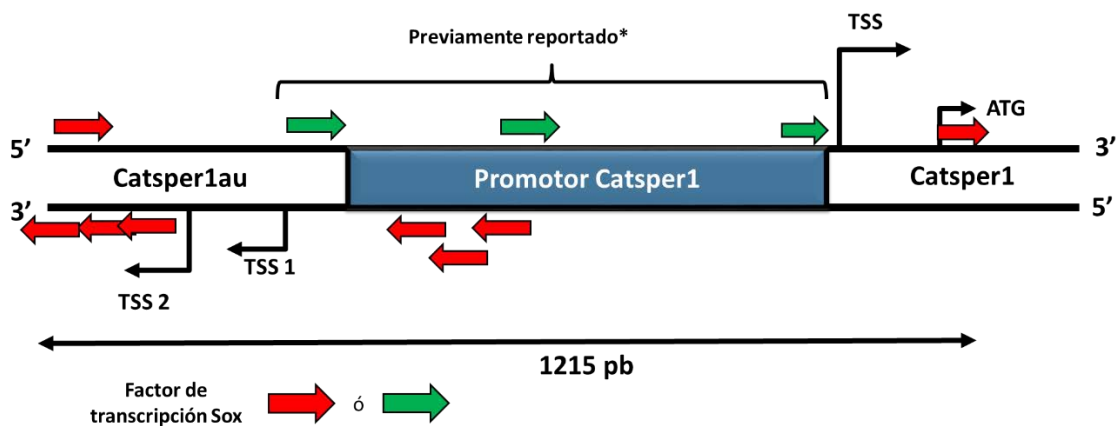 TSS
Previamente reportado*
ATG
5’
3’
Catsper1au
Promotor Catsper1
Catsper1
3’
5’
TSS 1
TSS 2
1215 pb
Factor de
transcripción Sox
ó